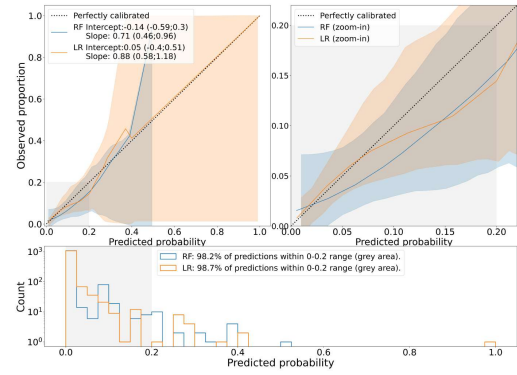 Perfectly calibrated
RF Intercept:-0.14 (-0.59;0.3)
Slope: 0.71 (0.46;0.96)
LR Intercept:0.05 (-0.4;0.51)
Slope: 0.88 (0.58;1.18)
Observed proportion
1.0
0.8
0.6
0.4
0.2
0.0
0.0 0.2 0.4 0.6 0.8 1.0
Predicted probability
Perfectly calibrated
RF (zoom-in)
LR (zoom-in)
0.20
0.15
0.10
0.05
0.00
0.00 0.05 0.10 0.15 0.20
Predicted probability
RF: 98.2% of predictions within 0-0.2 range (grey area).
LR: 98.7% of predictions within 0-0.2 range (grey area).
Count
10³
10²
10¹
10⁰
0.0 0.2 0.4 0.6 0.8 1.0
Predicted probability